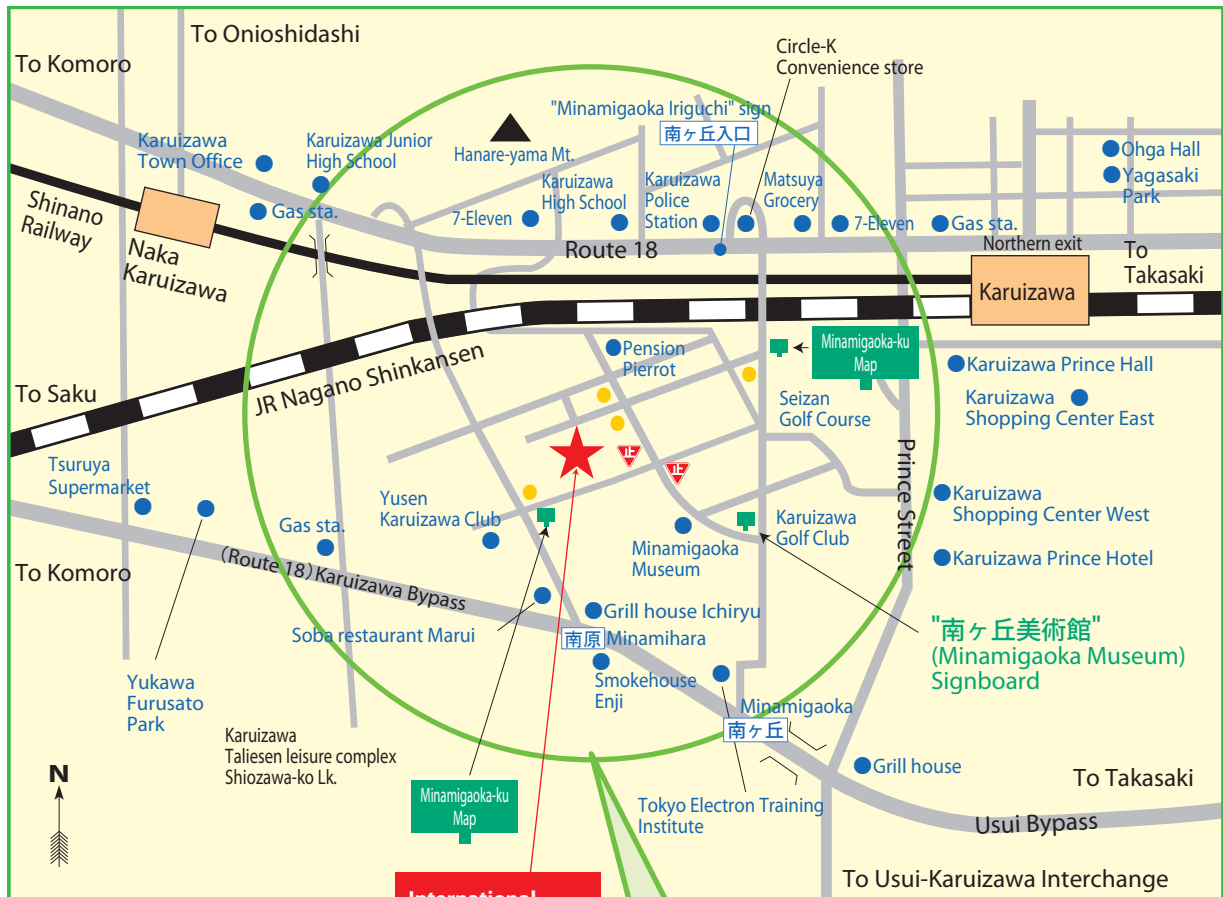 To Onioshidashi
To Komoro
Circle-K
Convenience store
"Minamigaoka Iriguchi" sign
南ヶ丘入口
Karuizawa
Town Office
Karuizawa Junior
High School
Hanare-yama Mt.
Ohga Hall
Yagasaki
Park
Gas sta.
7-Eleven
Karuizawa
High School
Karuizawa
Police
Station
Matsuya
Grocery
7-Eleven
Gas sta.
Shinano
Railway
Naka
Karuizawa
Route 18
Northern exit
To
Takasaki
Karuizawa
JR Nagano Shinkansen
Pension
Pierrot
Minamigaoka-ku
Map
Karuizawa Prince Hall
To Saku
Seizan
Golf Course
Karuizawa
Shopping Center East
止
止
Prince Street
Tsuruya
Supermarket
Gas sta.
Yusen
Karuizawa Club
Minamigaoka
Museum
Karuizawa
Golf Club
Karuizawa
Shopping Center West
Karuizawa Prince Hotel
To Komoro
(Route 18) Karuizawa Bypass
Soba restaurant Marui
Grill house Ichiryu
南原 Minamihara
"南ヶ丘美術館"
(Minamigaoka Museum)
Signboard
Smokehouse
Enji
Yukawa
Furusato
Park
Minamigaoka
南ヶ丘
Karuizawa
Taliesen leisure complex
Shiozawa-ko Lk.
N
Minamigaoka-ku
Map
Grill house
To Takasaki
Tokyo Electron Training
Institute
Usui Bypass
To Usui-Karuizawa Interchange
International